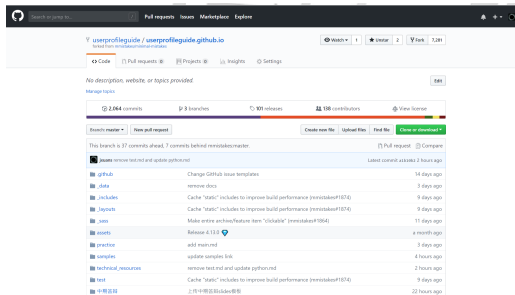 Search or jump to...
Pull requests Issues Marketplace Explore
userprofileguide / userprofileguide.github.io
forked from mmistakes/minimal-mistakes
Watch 1 Unstar 2 Fork 7,281
Code Pull requests 0 Projects 0 Insights Settings
No description, website, or topics provided.
Edit
Manage topics
2,064 commits 3 branches 101 releases 138 contributors View license
Branch: master New pull request Create new file Upload files Find file Clone or download
This branch is 37 commits ahead, 7 commits behind mmistakes:master.
Pull request Compare
remove test.md and update python.md
Latest commit 2 hours ago
.github Change GitHub issue templates 14 days ago
_data remove docs 3 days ago
_includes Cache "static" includes to improve build performance (mmistakes#1874) 9 days ago
_layouts Cache "static" includes to improve build performance (mmistakes#1874) 9 days ago
_sass Make entire archive/feature item "clickable" (mmistakes#1864) 11 days ago
assets Release 4.13.0 a month ago
practice add main.md 3 days ago
samples update samples link 4 hours ago
technical_resources remove test.md and update python.md 2 hours ago
test Cache "static" includes to improve build performance (mmistakes#1874) 9 days ago
22 hours ago